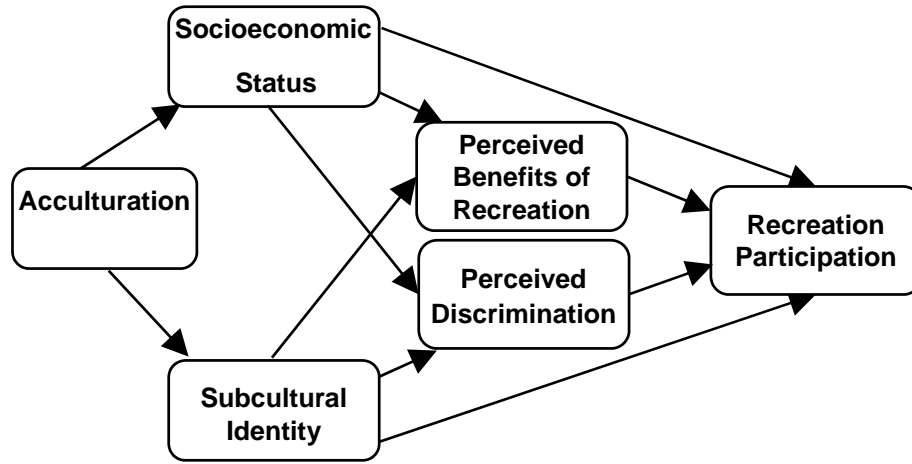 Socioeconomic
Status
Acculturation
Perceived
Benefits of
Recreation
Perceived
Discrimination
Recreation
Participation
Subcultural
Identity